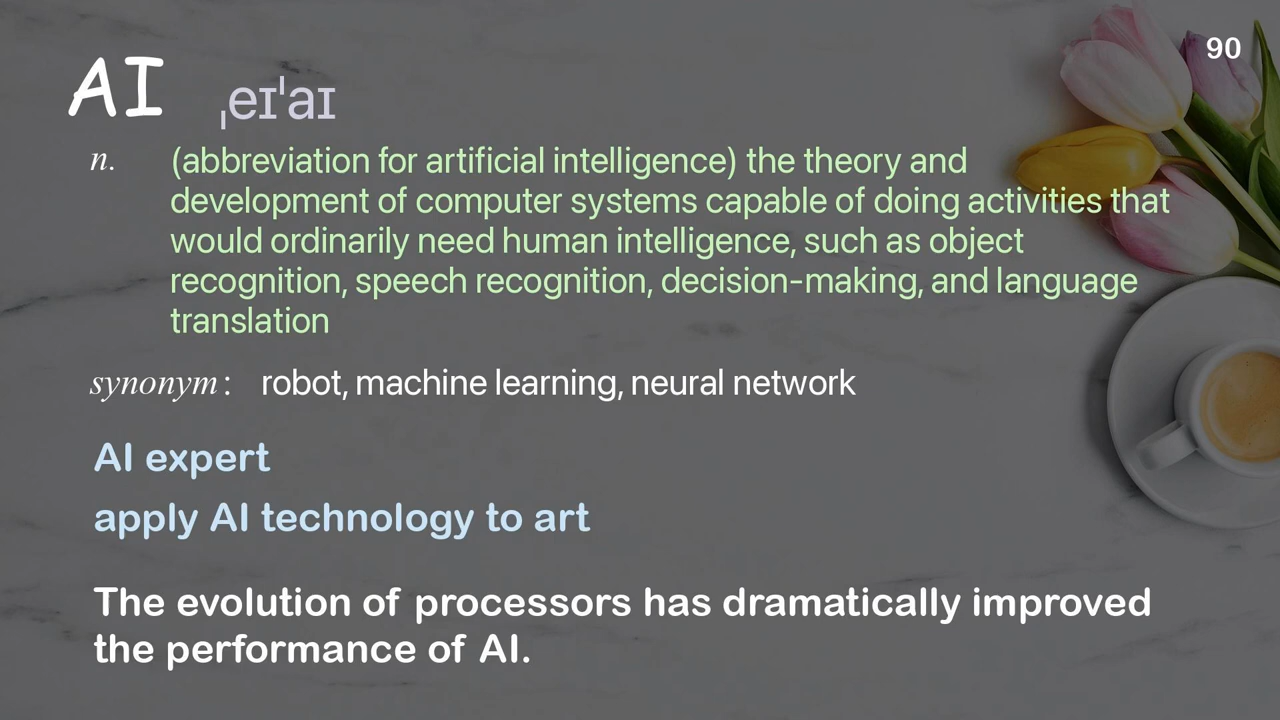 90
AI ˌeɪˈaɪ
n. (abbreviation for artificial intelligence) the theory and
development of computer systems capable of doing activities that
would ordinarily need human intelligence, such as object
recognition, speech recognition, decision-making, and language
translation
synonym: robot, machine learning, neural network
AI expert
apply AI technology to art
The evolution of processors has dramatically improved
the performance of AI.